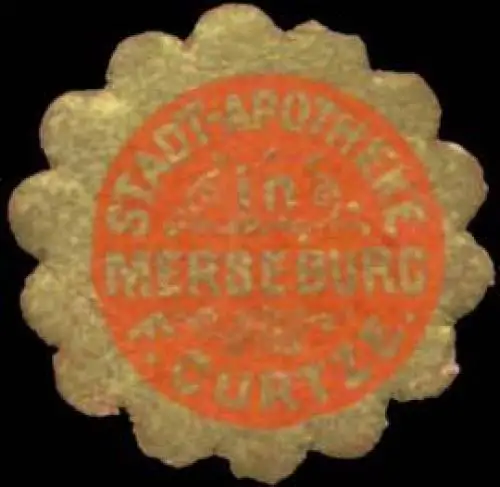 STADT-APOTHEKE
in
MERSEBURG
F. CURTZE.